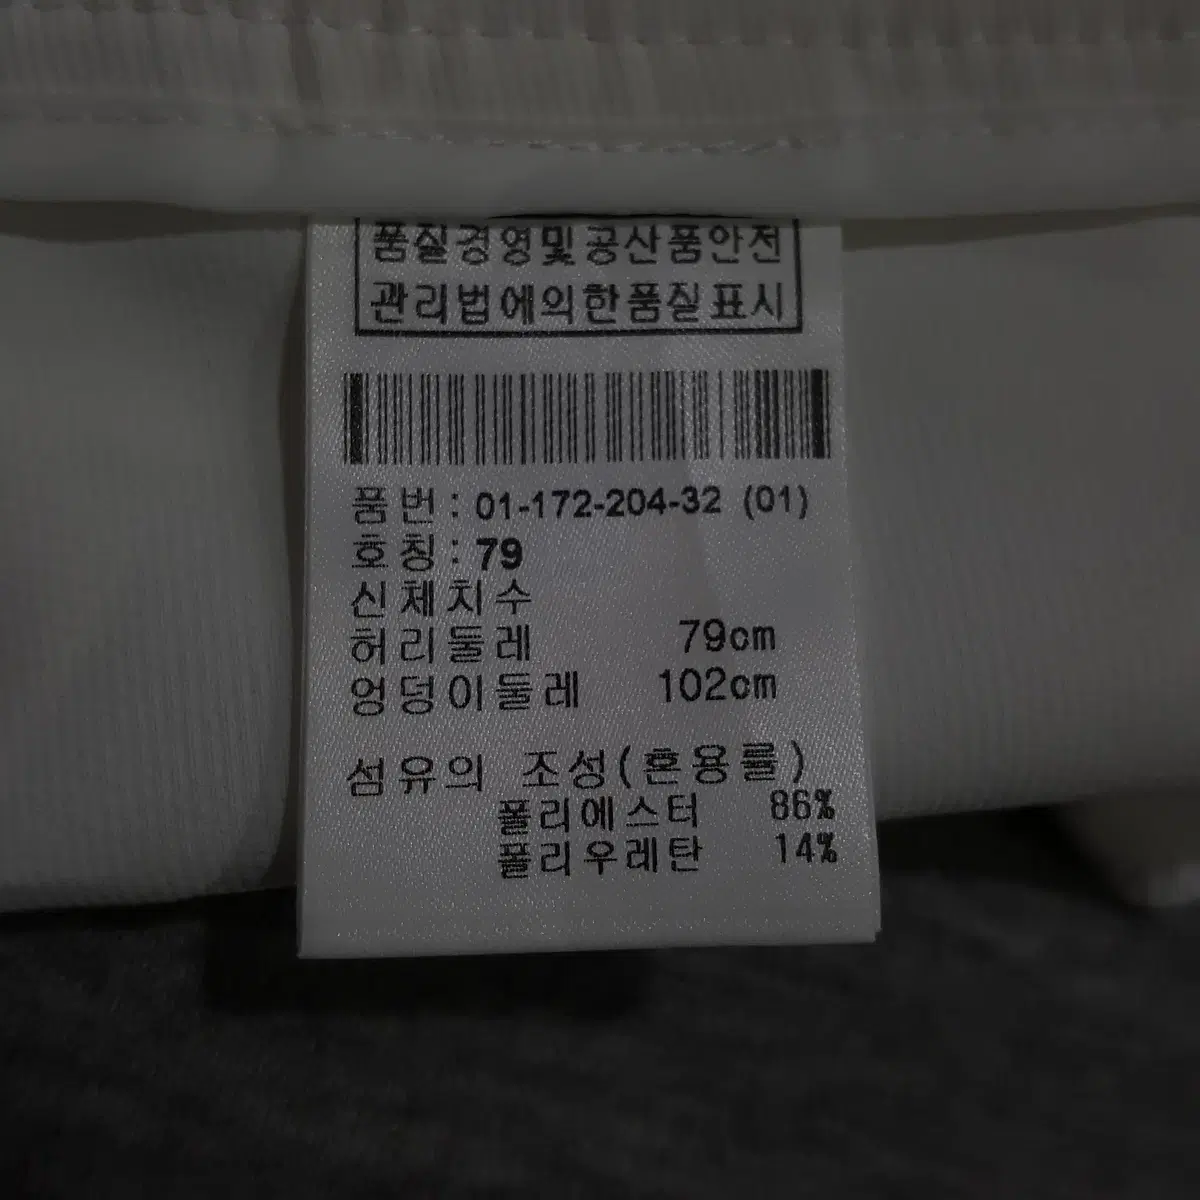 품질경영및공산품안전
관리법에의한품질표시
품번: 01-172-204-32 (01)
호칭: 79
신체치수
허리둘레 79cm
엉덩이둘레 102cm
섬유의 조성(혼용률)
폴리에스터 86%
폴리우레탄 14%